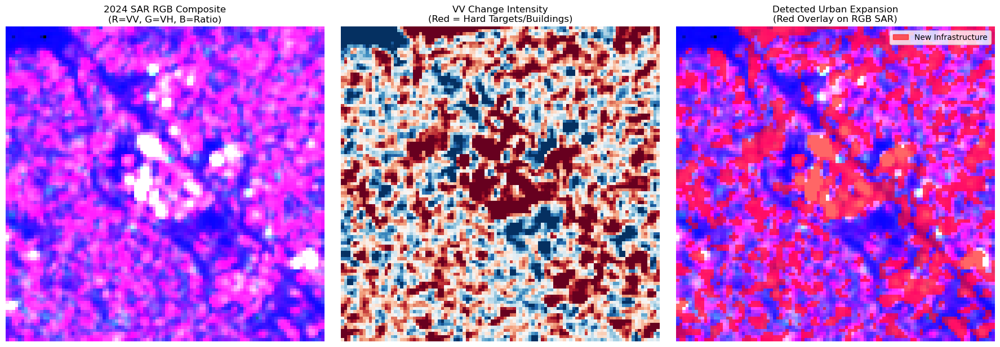 2024 SAR RGB Composite
(R=VV, G=VH, B=Ratio)
VV Change Intensity
(Red = Hard Targets/Buildings)
Detected Urban Expansion
(Red Overlay on RGB SAR)
New Infrastructure